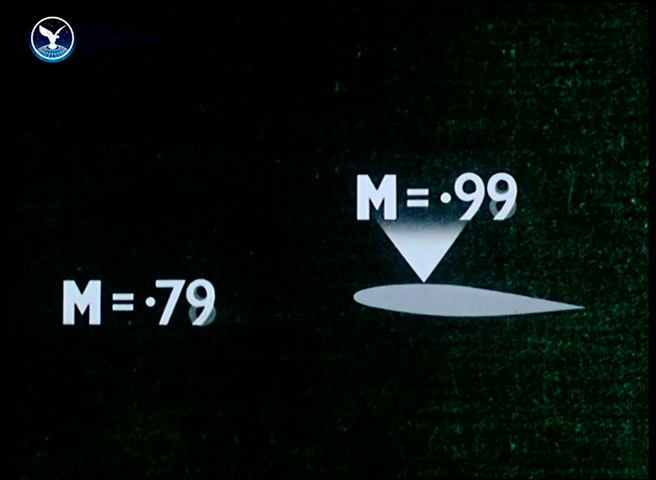 M = ·99
M = ·79